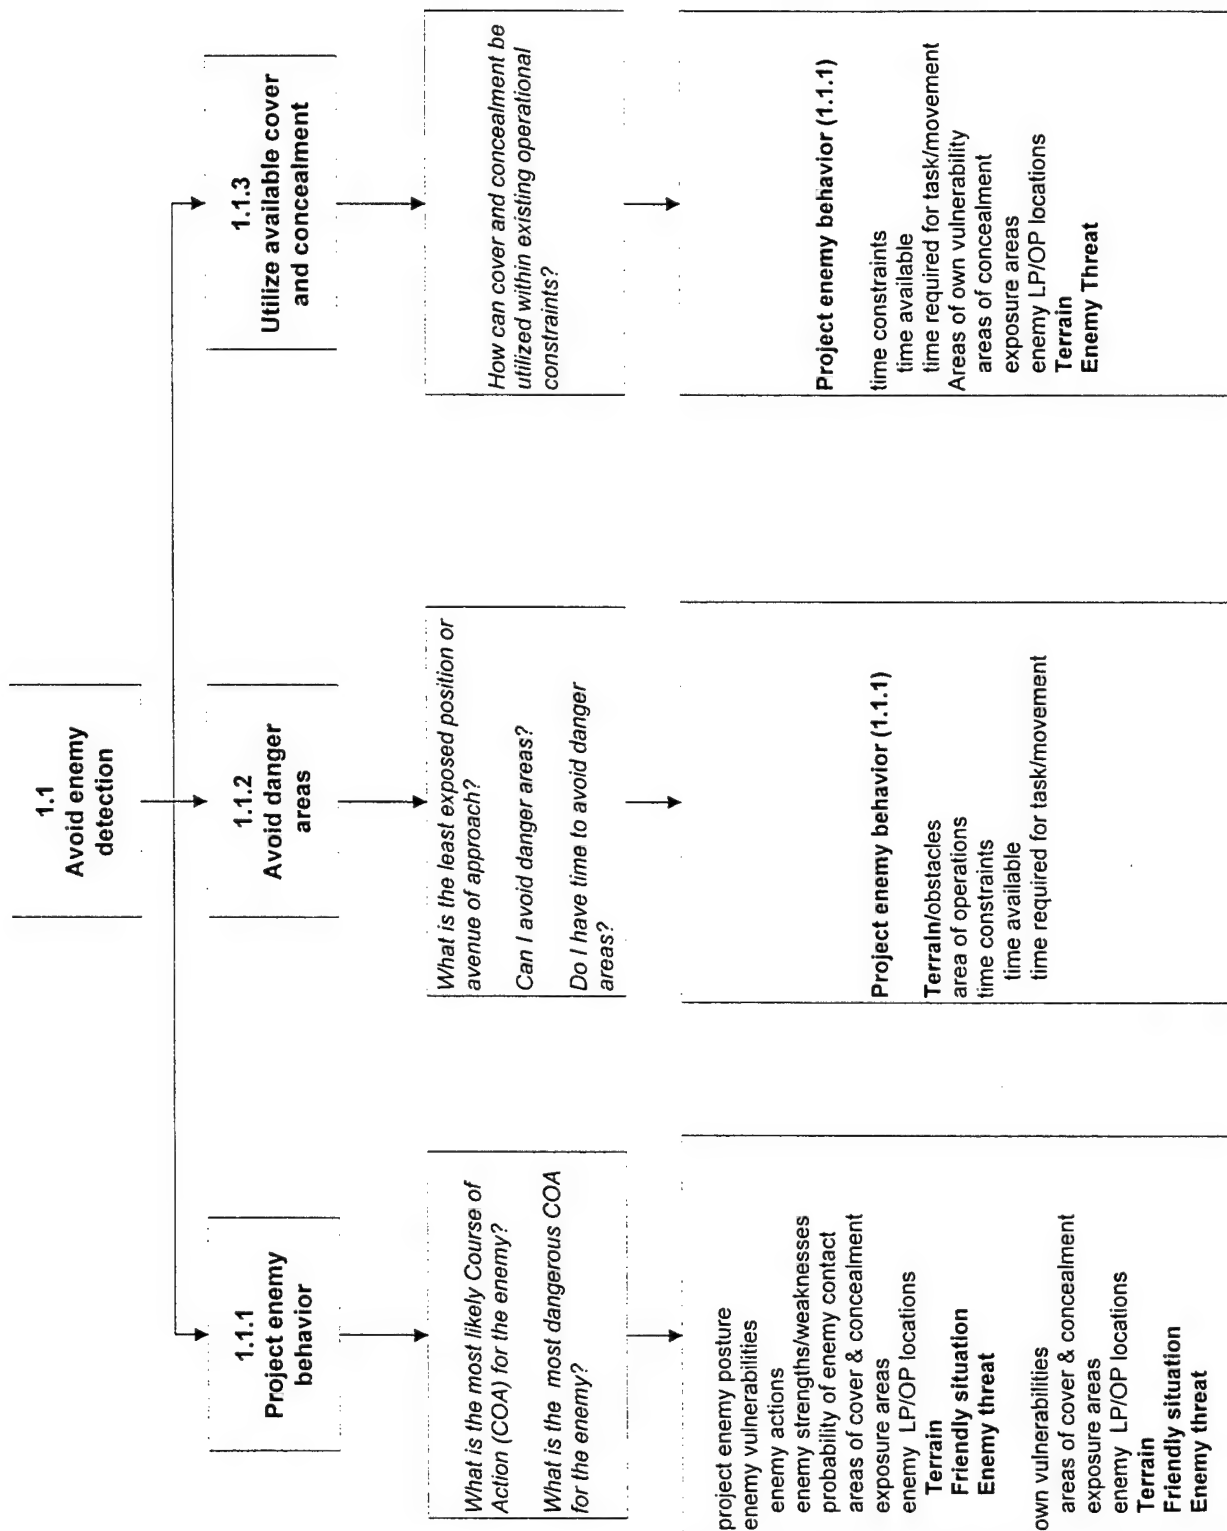 1.1
Avoid enemy
detection
1.1.1
Project enemy
behavior
What is the most likely Course of
Action (COA) for the enemy?
What is the most dangerous COA
for the enemy?
project enemy posture
enemy vulnerabilities
enemy actions
enemy strengths/weaknesses
probability of enemy contact
areas of cover & concealment
exposure areas
enemy LP/OP locations
Terrain
Friendly situation
Enemy threat
own vulnerabilities
areas of cover & concealment
exposure areas
enemy LP/OP locations
Terrain
Friendly situation
Enemy threat
1.1.2
Avoid danger
areas
What is the least exposed position or
avenue of approach?
Can I avoid danger areas?
Do I have time to avoid danger
areas?
Project enemy behavior (1.1.1)
Terrain/obstacles
area of operations
time constraints
time available
time required for task/movement
1.1.3
Utilize available cover
and concealment
How can cover and concealment be
utilized within existing operational
constraints?
Project enemy behavior (1.1.1)
time constraints
time available
time required for task/movement
Areas of own vulnerability
areas of concealment
exposure areas
enemy LP/OP locations
Terrain
Enemy Threat